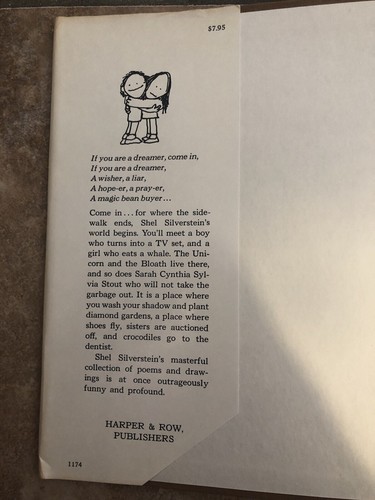 $7.95
If you are a dreamer, come in,
If you are a dreamer,
A wisher, a liar,
A hope-er, a pray-er,
A magic bean buyer...
Come in...for where the side-
walk ends, Shel Silverstein's
world begins. You'll meet a boy
who turns into a TV set, and a
girl who eats a whale. The Uni-
corn and the Bloath live there,
and so does Sarah Cynthia Syl-
via Stout who will not take the
garbage out. It is a place where
you wash your shadow and plant
diamond gardens, a place where
shoes fly, sisters are auctioned
off, and crocodiles go to the
dentist.
Shel Silverstein's masterful
collection of poems and draw-
ings is at once outrageously
funny and profound.
HARPER & ROW,
PUBLISHERS
1174